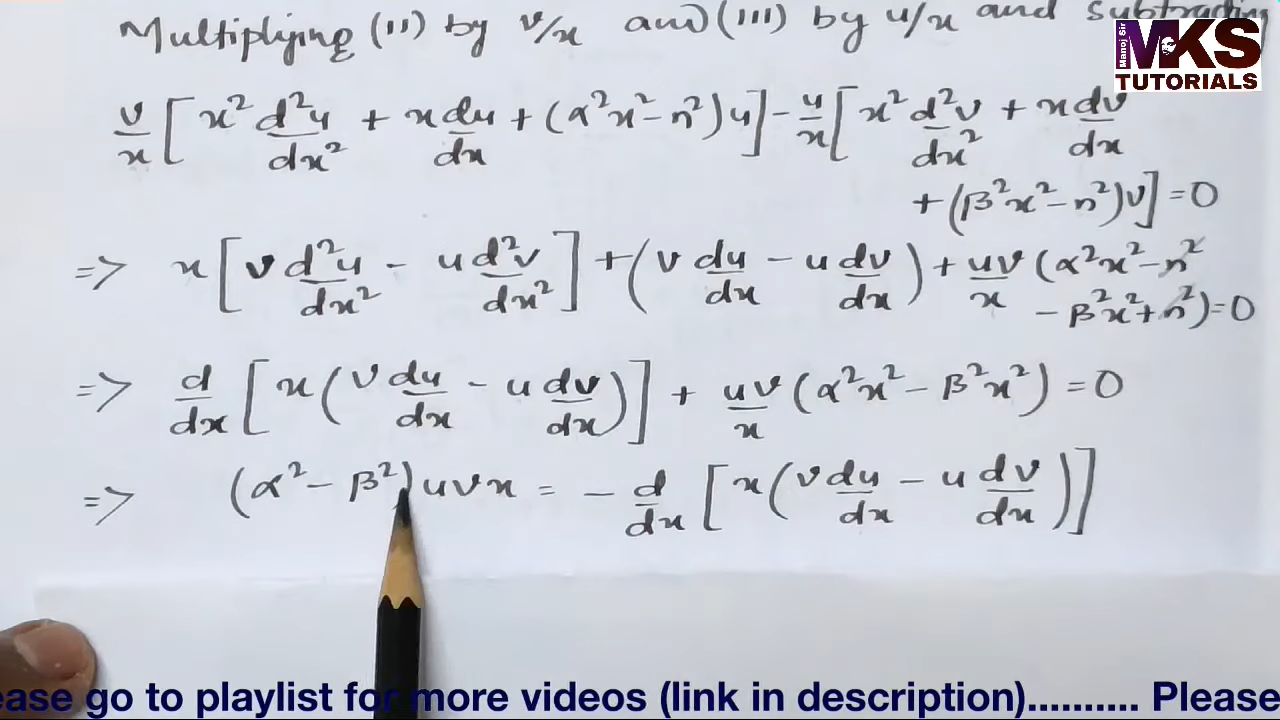 Multiplying (ii) by v/x and (iii) by u/x and subtracting
Manoj Sir
MKS
TUTORIALS
v/x [ x² d²u/dx² + x du/dx + (α²x² - n²) u ] - u/x [ x² d²v/dx² + x dv/dx
+ (β²x² - n²) v ] = 0
=> x [ v d²u/dx² - u d²v/dx² ] + ( v du/dx - u dv/dx ) + uv/x (α²x² - n²
- β²x² + n²) = 0
=> d/dx [ x ( v du/dx - u dv/dx ) ] + uv/x (α²x² - β²x²) = 0
=> (α² - β²) uvx = - d/dx [ x ( v du/dx - u dv/dx ) ]
ease go to playlist for more videos (link in description).......... Please